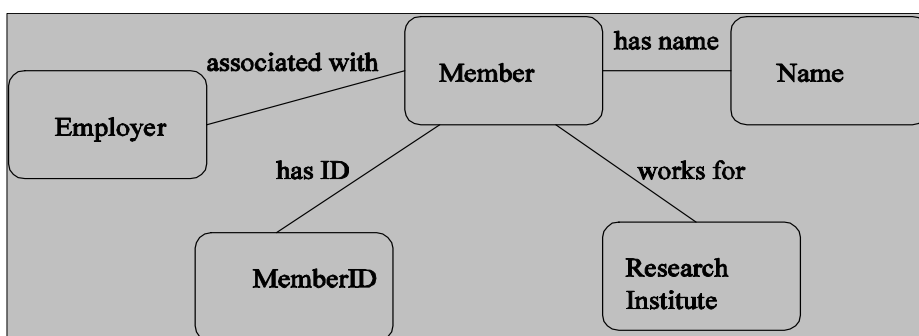 associated with
Member
has name
Name
Employer
has ID
works for
MemberID
Research
Institute